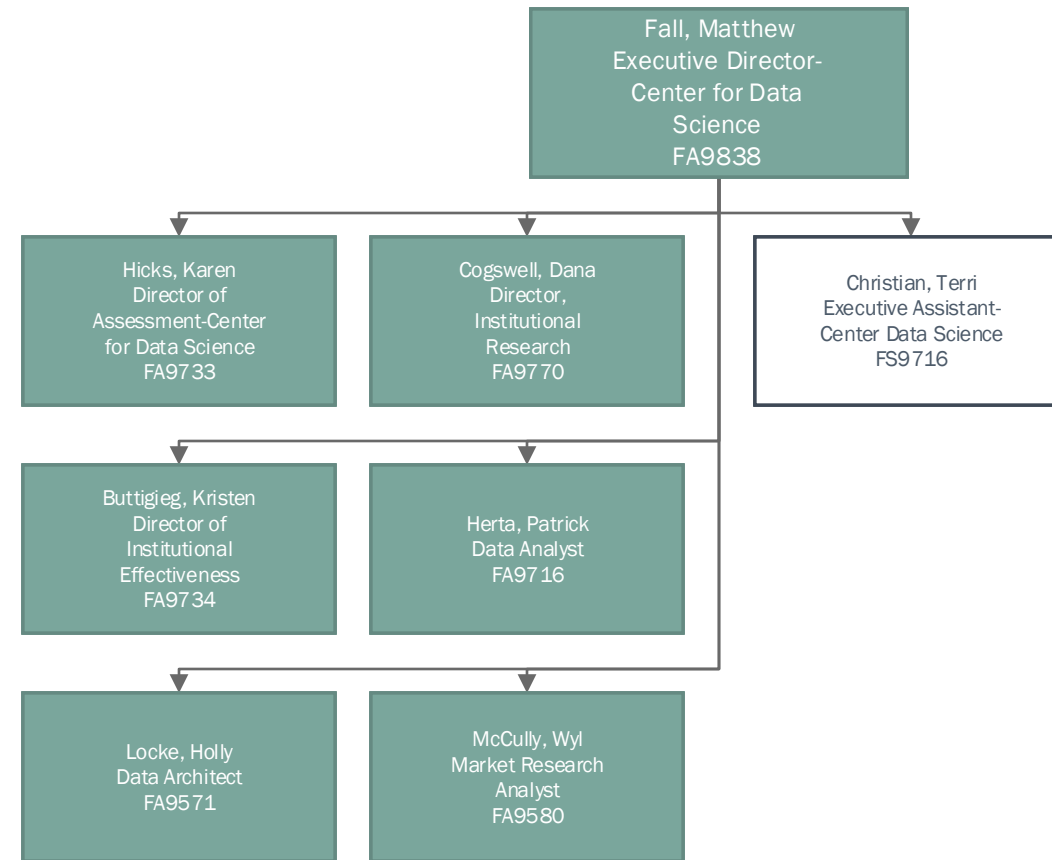 Fall, Matthew
Executive Director-
Center for Data
Science
FA9838
Hicks, Karen
Director of
Assessment-Center
for Data Science
FA9733
Cogswell, Dana
Director,
Institutional
Research
FA9770
Christian, Terri
Executive Assistant-
Center Data Science
FS9716
Buttigieg, Kristen
Director of
Institutional
Effectiveness
FA9734
Herta, Patrick
Data Analyst
FA9716
Locke, Holly
Data Architect
FA9571
McCully, Wyl
Market Research
Analyst
FA9580